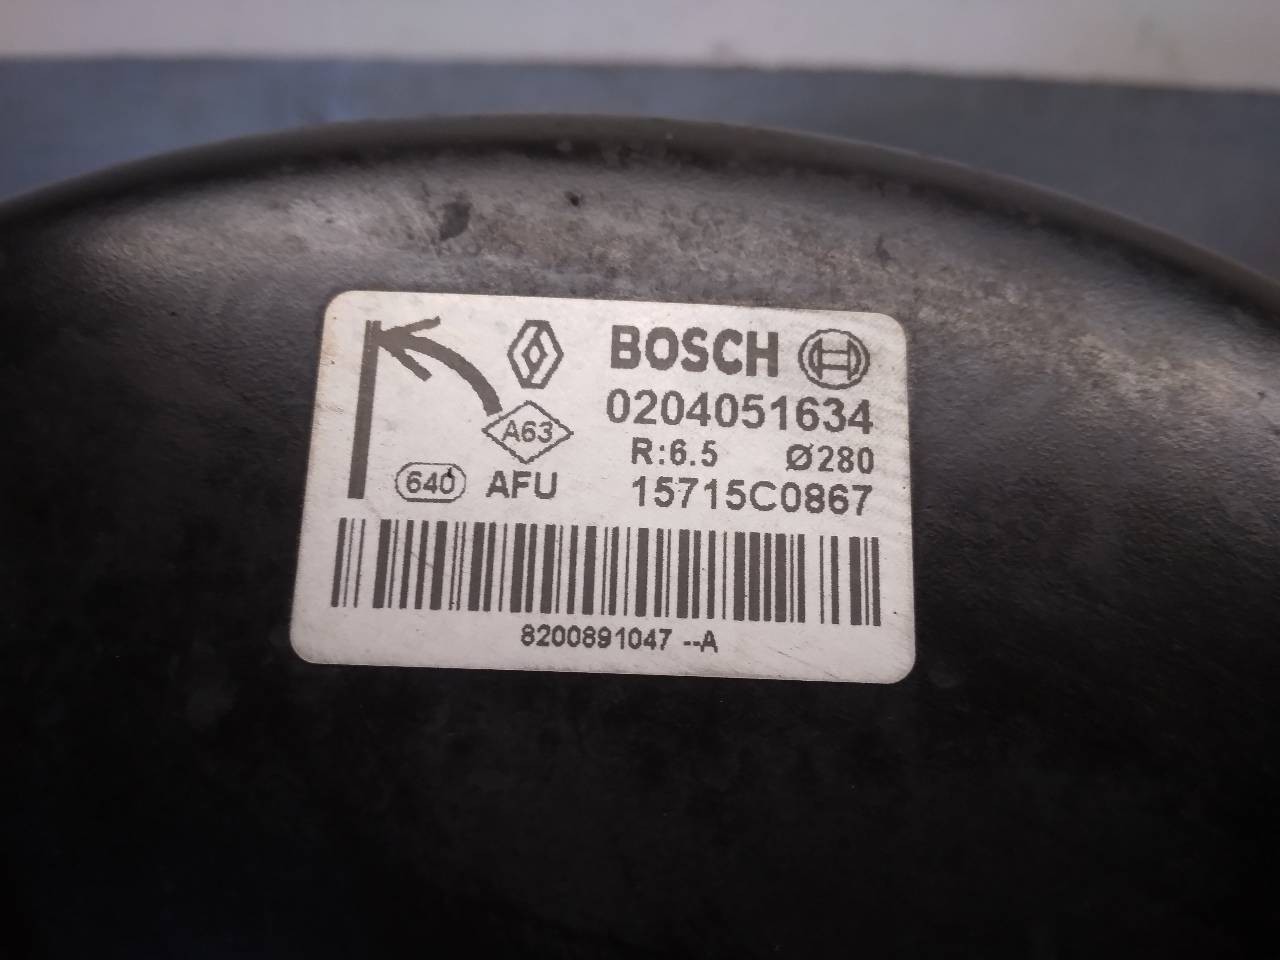 BOSCH
0204051634
A63
R:6.5 Ø280
640 AFU 15715C0867
8200891047 --A